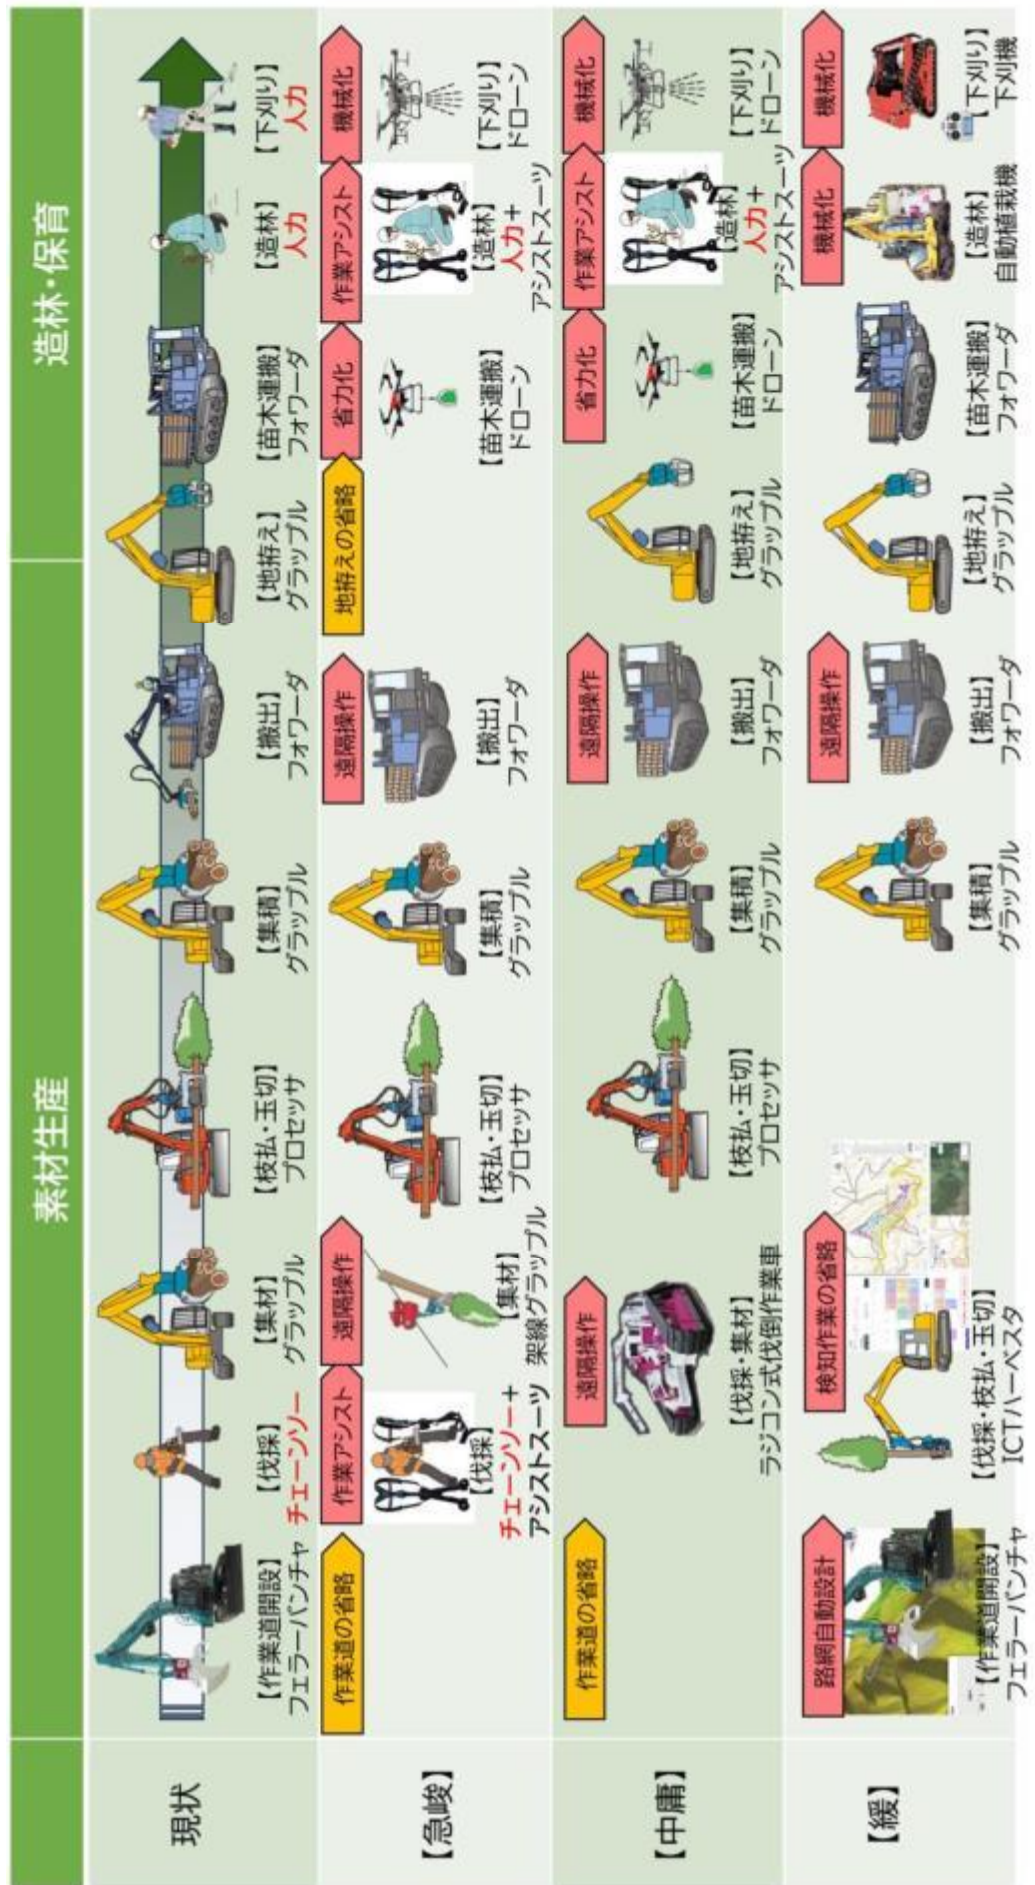 素材生産
造林・保育
現状
【作業道開設】
フェラーバンチャ
【伐採】
チェーンソー
【集材】
グラップル
【枝払・玉切】
プロセッサ
【集積】
グラップル
【搬出】
フォワーダ
【地拵え】
グラップル
【苗木運搬】
フォワーダ
【造林】
人力
【下刈り】
人力
【急峻】
作業道の省略
作業アシスト
【伐採】
チェーンソー+
アシストスーツ
遠隔操作
【集材】
架線グラップル
【枝払・玉切】
プロセッサ
【集積】
グラップル
遠隔操作
【搬出】
フォワーダ
地拵えの省略
省力化
【苗木運搬】
ドローン
作業アシスト
【造林】
人力+
アシストスーツ
機械化
【下刈り】
ドローン
【中庸】
作業道の省略
遠隔操作
【伐採・集材】
ラジコン式伐倒作業車
【枝払・玉切】
プロセッサ
【集積】
グラップル
遠隔操作
【搬出】
フォワーダ
【地拵え】
グラップル
省力化
【苗木運搬】
ドローン
作業アシスト
【造林】
人力+
アシストスーツ
機械化
【下刈り】
ドローン
【緩】
路網自動設計
【作業道開設】
フェラーバンチャ
検知作業の省略
【伐採・枝払・玉切】
ICTハーベスタ
【集積】
グラップル
遠隔操作
【搬出】
フォワーダ
【地拵え】
グラップル
【苗木運搬】
フォワーダ
機械化
【造林】
自動植栽機
機械化
【下刈り】
下刈機